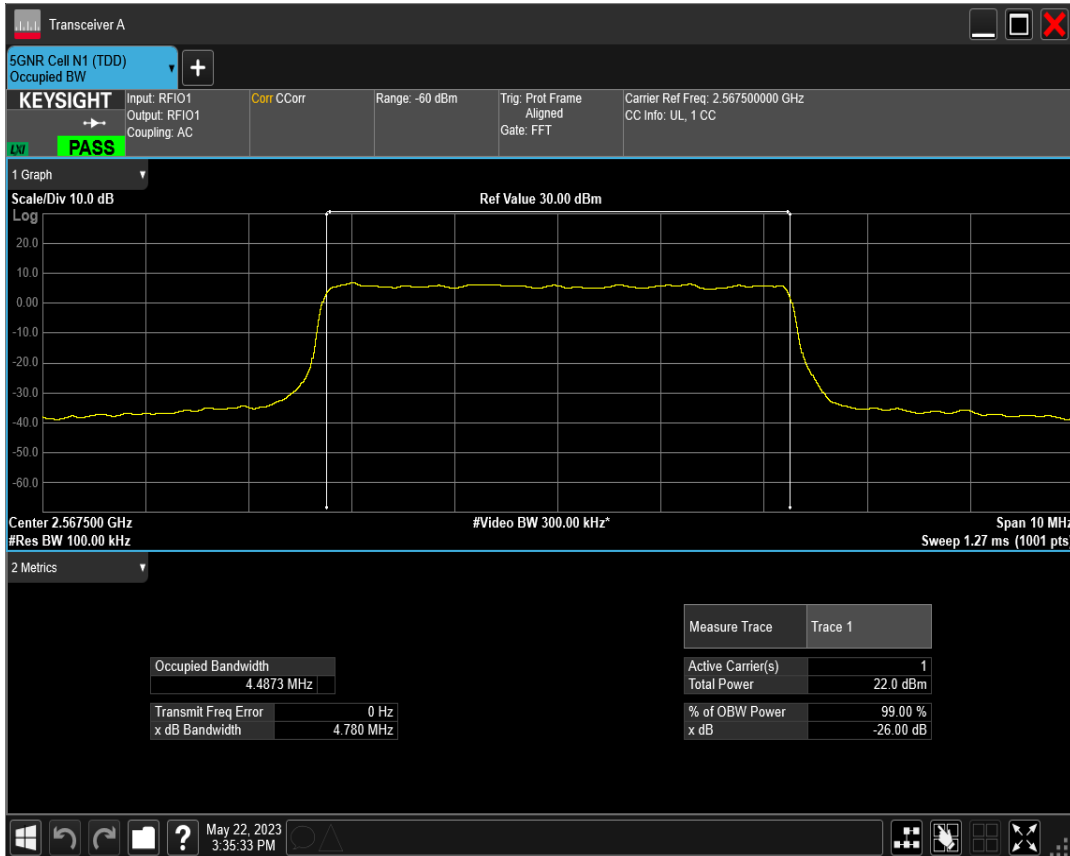 Transceiver A
5GNR Cell N1 (TDD)
Occupied BW
+
KEYSIGHT
LXI
PASS
Input: RFIO1
Output: RFIO1
Coupling: AC
Corr CCorr
Range: -60 dBm
Trig: Prot Frame
Aligned
Gate: FFT
Carrier Ref Freq: 2.567500000 GHz
CC Info: UL, 1 CC
1 Graph
Scale/Div 10.0 dB
Ref Value 30.00 dBm
Log
20.0
10.0
0.00
-10.0
-20.0
-30.0
-40.0
-50.0
-60.0
Center 2.567500 GHz
#Video BW 300.00 kHz*
Span 10 MHz
#Res BW 100.00 kHz
Sweep 1.27 ms (1001 pts)
2 Metrics
Measure Trace Trace 1
Occupied Bandwidth
4.4873 MHz
Active Carrier(s) 1
Total Power 22.0 dBm
Transmit Freq Error 0 Hz
x dB Bandwidth 4.780 MHz
% of OBW Power 99.00 %
x dB -26.00 dB
?
May 22, 2023
3:35:33 PM